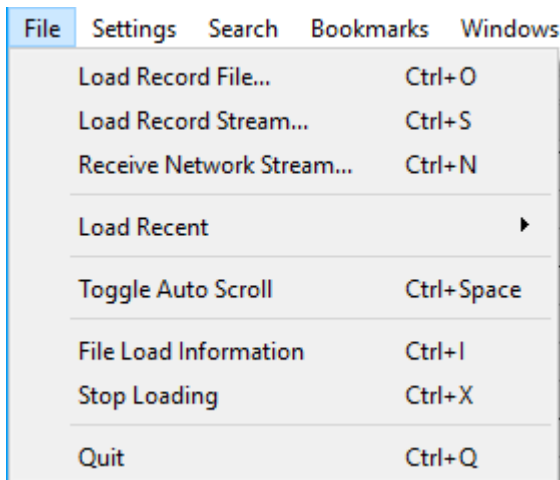 File Settings Search Bookmarks Windows
Load Record File... Ctrl+O
Load Record Stream... Ctrl+S
Receive Network Stream... Ctrl+N
Load Recent
Toggle Auto Scroll Ctrl+Space
File Load Information Ctrl+I
Stop Loading Ctrl+X
Quit Ctrl+Q